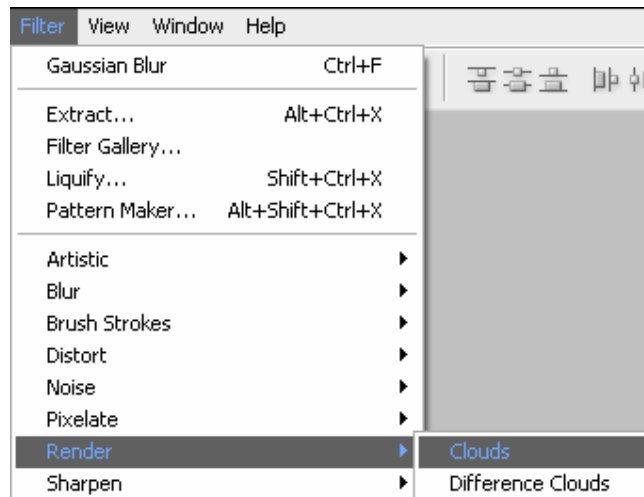 Filter View Window Help
Gaussian Blur Ctrl+F
Extract... Alt+Ctrl+X
Filter Gallery...
Liquify... Shift+Ctrl+X
Pattern Maker... Alt+Shift+Ctrl+X
Artistic
Blur
Brush Strokes
Distort
Noise
Pixelate
Render Clouds
Sharpen Difference Clouds